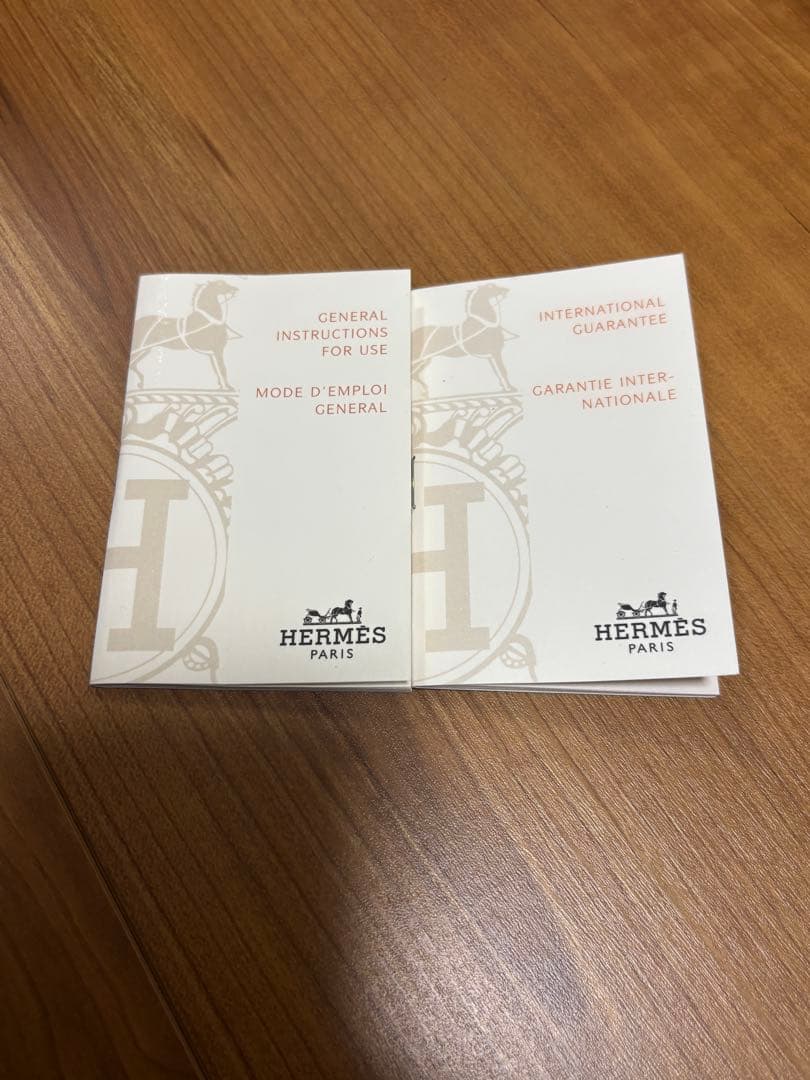 GENERAL
INSTRUCTIONS
FOR USE
MODE D'EMPLOI
GENERAL
H
HERMÈS
PARIS
INTERNATIONAL
GUARANTEE
GARANTIE INTER-
NATIONALE
H
HERMÈS
PARIS